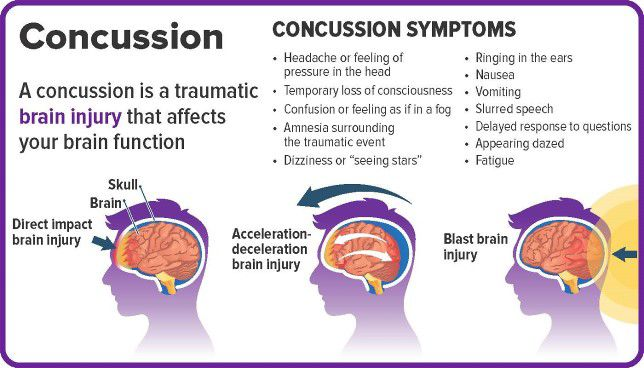 Concussion
A concussion is a traumatic
brain injury that affects
your brain function
CONCUSSION SYMPTOMS
• Headache or feeling of
pressure in the head
• Temporary loss of consciousness
• Confusion or feeling as if in a fog
• Amnesia surrounding
the traumatic event
• Dizziness or “seeing stars”
• Ringing in the ears
• Nausea
• Vomiting
• Slurred speech
• Delayed response to questions
• Appearing dazed
• Fatigue
Skull
Brain
Direct impact
brain injury
Acceleration-
deceleration
brain injury
Blast brain
injury